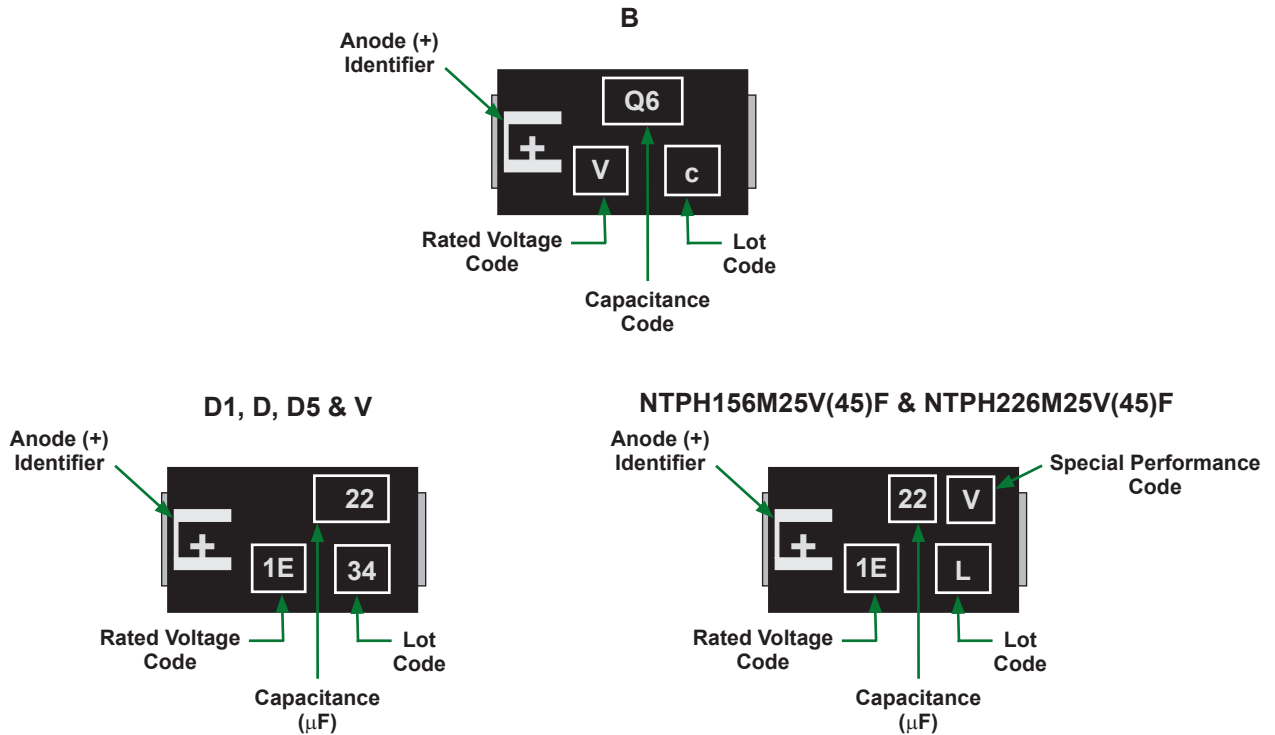 B
Anode (+)
Identifier
Q6
+
V
c
Rated Voltage
Code
Lot
Code
Capacitance
Code
D1, D, D5 & V
Anode (+)
Identifier
22
+
1E
34
Rated Voltage
Code
Lot
Code
Capacitance
(µF)
NTPH156M25V(45)F & NTPH226M25V(45)F
Anode (+)
Identifier
Special Performance
Code
22
V
+
1E
L
Rated Voltage
Code
Lot
Code
Capacitance
(µF)